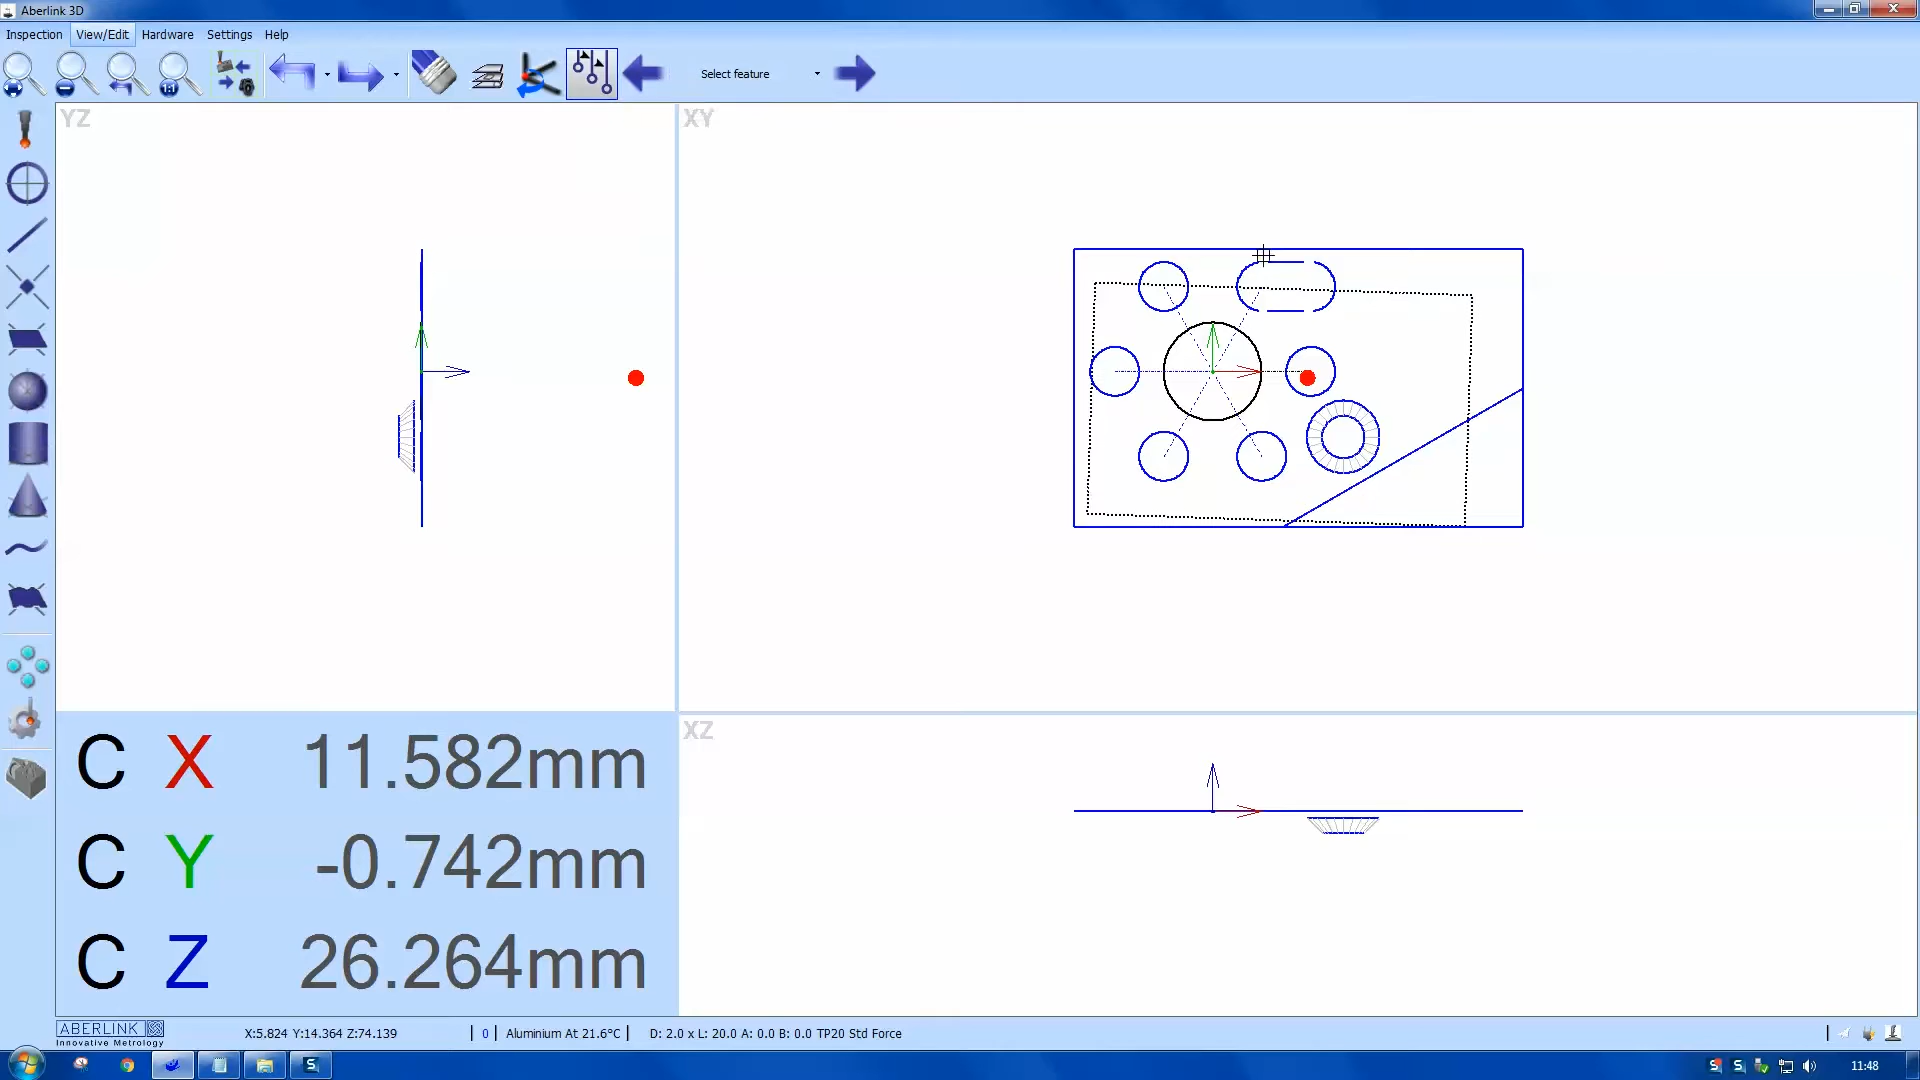 Aberlink 3D
Inspection View/Edit Hardware Settings Help
1:1 Select feature
YZ
XY
C X 11.582mm
C Y -0.742mm
C Z 26.264mm
XZ
ABERLINK
Innovative Metrology
X:5.824 Y:14.364 Z:74.139 | 0 | Aluminium At 21.6°C | D: 2.0 x L: 20.0 A: 0.0 B: 0.0 TP20 Std Force
11:48